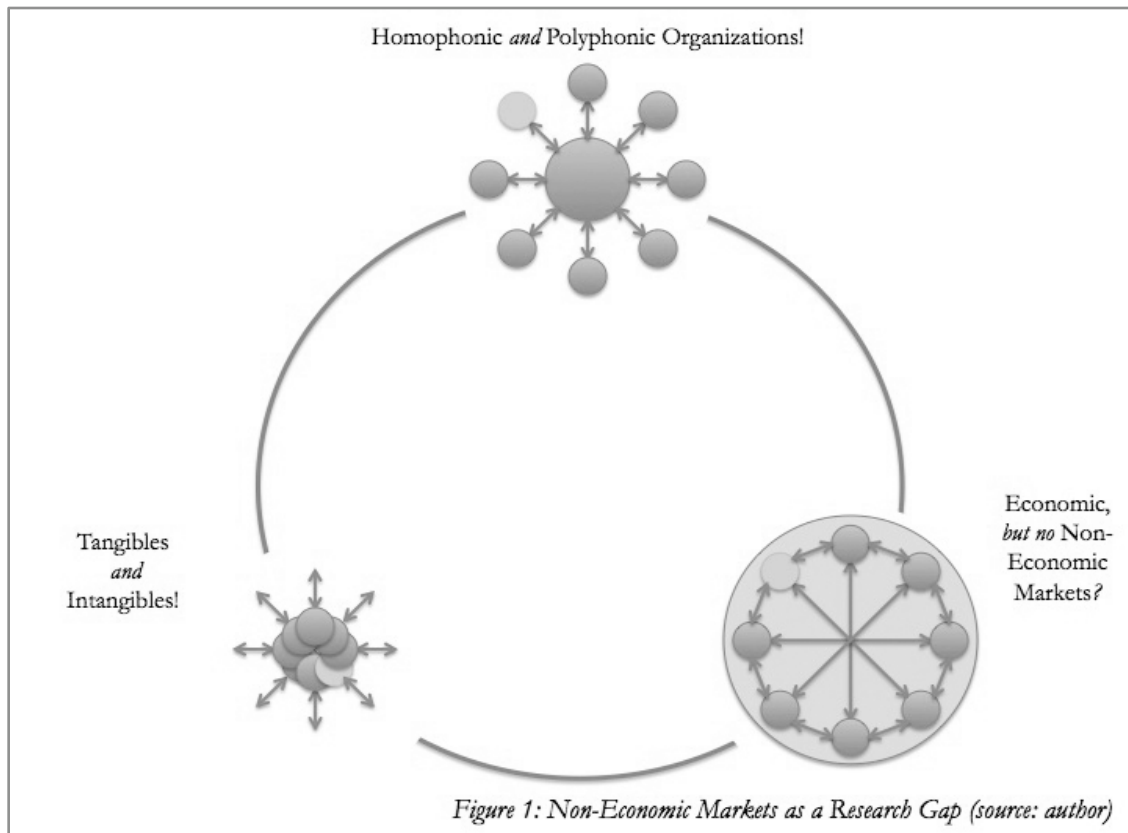 Homophonic and Polyphonic Organizations!
Tangibles
and
Intangibles!
Economic,
but no Non-
Economic
Markets?
Figure 1: Non-Economic Markets as a Research Gap (source: author)